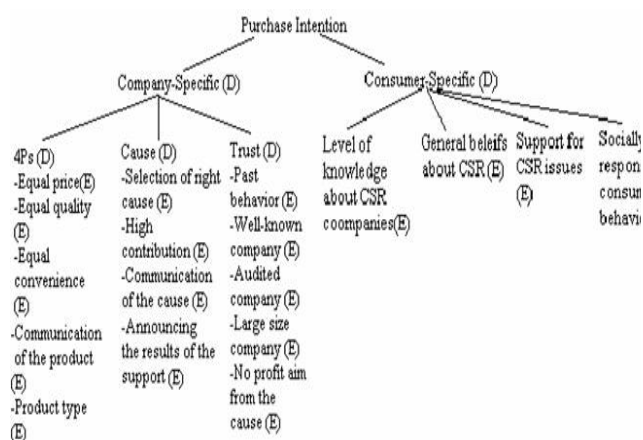 Purchase Intention
Company-Specific (D)
Consumer-Specific (D)
4Ps (D)
-Equal price(E)
-Equal quality
(E)
-Equal
convenience
(E)
-Communication
of the product
(E)
-Product type
(E)
Cause (D)
-Selection of right
cause (E)
-High
contribution (E)
-Communication
of the cause (E)
-Announcing
the results of the
support (E)
Trust (D)
-Past
behavior (E)
-Well-known
company (E)
-Audited
company (E)
-Large size
company (E)
-No profit aim
from the
cause (E)
Level of
knowledge
about CSR
coompanies(E)
General beleifs
about CSR (E)
Support for
CSR issues
(E)
Socially
respon
consum
behavio